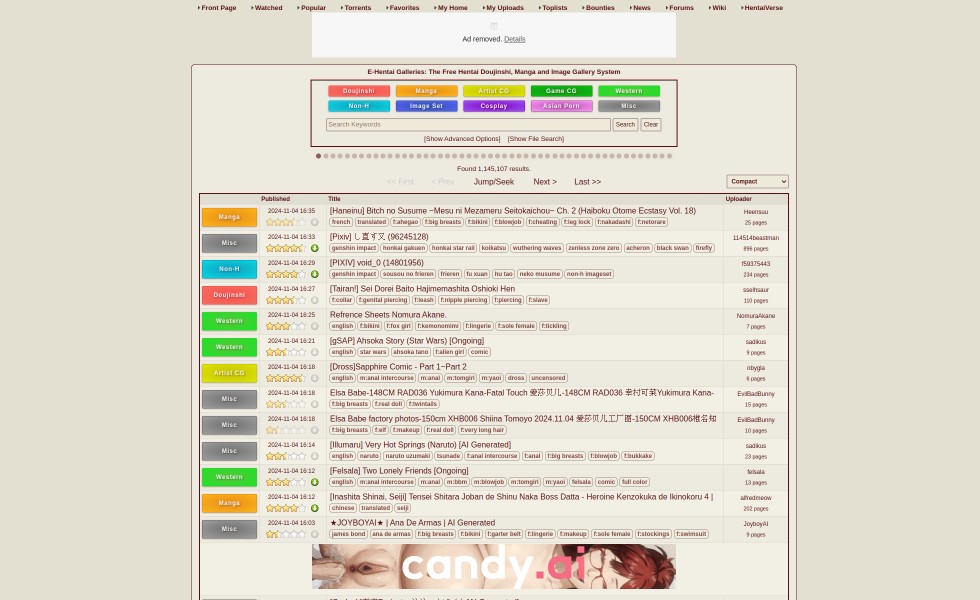 Front Page Watched Popular Torrents Favorites My Home My Uploads Toplists Bounties News Forums Wiki HentaiVerse
Ad removed. Details
E-Hentai Galleries: The Free Hentai Doujinshi, Manga and Image Gallery System
Doujinshi Manga Artist CG Game CG Western
Non-H Image Set Cosplay Asian Porn Misc
Search Keywords Search Clear
[Show Advanced Options] [Show File Search]
Found 1,145,107 results.
<< First < Prev Jump/Seek Next > Last >> Compact
Published Title Uploader
Manga 2024-11-04 16:35 [Haneinu] Bitch no Susume ~Mesu ni Mezameru Seitokaichou~ Ch. 2 (Haiboku Otome Ecstasy Vol. 18) Heensuu
french translated f:ahegao f:big breasts f:bikini f:blowjob f:cheating f:leg lock f:nakadashi f:netorare 25 pages
Misc 2024-11-04 16:33 [Pixiv] し直す又 (96245128) 114514beastman
genshin impact honkai gakuen honkai star rail koikatsu wuthering waves zenless zone zero acheron black swan firefly 896 pages
Non-H 2024-11-04 16:29 [PIXIV] void_0 (14801956) f59375443
genshin impact sousou no frieren frieren fu xuan hu tao neko musume non-h imageset 234 pages
Doujinshi 2024-11-04 16:27 [Tairan!] Sei Dorei Baito Hajimemashita Oshioki Hen sselhsaur
f:collar f:genital piercing f:leash f:nipple piercing f:piercing f:slave 110 pages
Western 2024-11-04 16:25 Refrence Sheets Nomura Akane. NomuraAkane
english f:bikini f:fox girl f:kemonomimi f:lingerie f:sole female f:tickling 7 pages
Western 2024-11-04 16:21 [gSAP] Ahsoka Story (Star Wars) [Ongoing] sadikus
english star wars ahsoka tano f:alien girl comic 9 pages
Artist CG 2024-11-04 16:18 [Dross]Sapphire Comic - Part 1~Part 2 nbygia
english m:anal intercourse m:anal m:tomgirl m:yaoi dross uncensored 6 pages
Misc 2024-11-04 16:18 Elsa Babe-148CM RAD036 Yukimura Kana-Fatal Touch 爱莎贝儿-148CM RAD036 幸村可菜Yukimura Kana- EvilBadBunny
f:big breasts f:real doll f:twintails 15 pages
Misc 2024-11-04 16:18 Elsa Babe factory photos-150cm XHB006 Shiina Tomoyo 2024.11.04 爱莎贝儿工厂图-150CM XHB006椎名知 EvilBadBunny
f:big breasts f:elf f:makeup f:real doll f:very long hair 10 pages
Misc 2024-11-04 16:14 [Illumaru] Very Hot Springs (Naruto) [AI Generated] sadikus
english naruto naruto uzumaki tsunade f:anal intercourse f:anal f:big breasts f:blowjob f:bukkake 23 pages
Western 2024-11-04 16:12 [Felsala] Two Lonely Friends [Ongoing] felsala
english m:anal intercourse m:anal m:bbm m:blowjob m:tomgirl m:yaoi felsala comic full color 13 pages
Manga 2024-11-04 16:12 [Inashita Shinai, Seiji] Tensei Shitara Joban de Shinu Naka Boss Datta - Heroine Kenzokuka de Ikinokoru 4 | alfredmeow
chinese translated seiji 202 pages
Misc 2024-11-04 16:03 ★JOYBOYAI★ | Ana De Armas | AI Generated JoyboyAI
james bond ana de armas f:big breasts f:bikini f:garter belt f:lingerie f:makeup f:sole female f:stockings f:swimsuit 9 pages
candy.ai